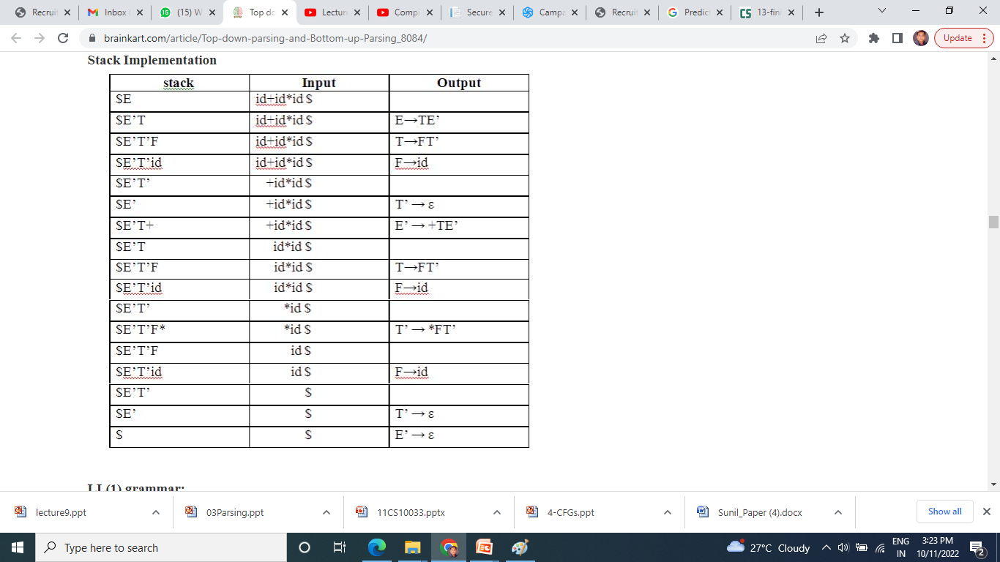 Recruit Inbox (15) W Top do Lectur Compi Secure Campa Recruit Predict CS 13-fini
brainkart.com/article/Top-down-parsing-and-Bottom-up-Parsing_8084/ Update
Stack Implementation
stack Input Output
$E id+id*id $
$E’T id+id*id $ E→TE’
$E’T’F id+id*id $ T→FT’
$E’T’id id+id*id $ F→id
$E’T’ +id*id $
$E’ +id*id $ T’ → ε
$E’T+ +id*id $ E’ → +TE’
$E’T id*id $
$E’T’F id*id $ T→FT’
$E’T’id id*id $ F→id
$E’T’ *id $
$E’T’F* *id $ T’ → *FT’
$E’T’F id $
$E’T’id id $ F→id
$E’T’ $
$E’ $ T’ → ε
$ $ E’ → ε
LL(1) grammar:
lecture9.ppt 03Parsing.ppt 11CS10033.pptx 4-CFGs.ppt Sunil_Paper (4).docx Show all
Type here to search 27°C Cloudy ENG 3:23 PM
IN 10/11/2022 2